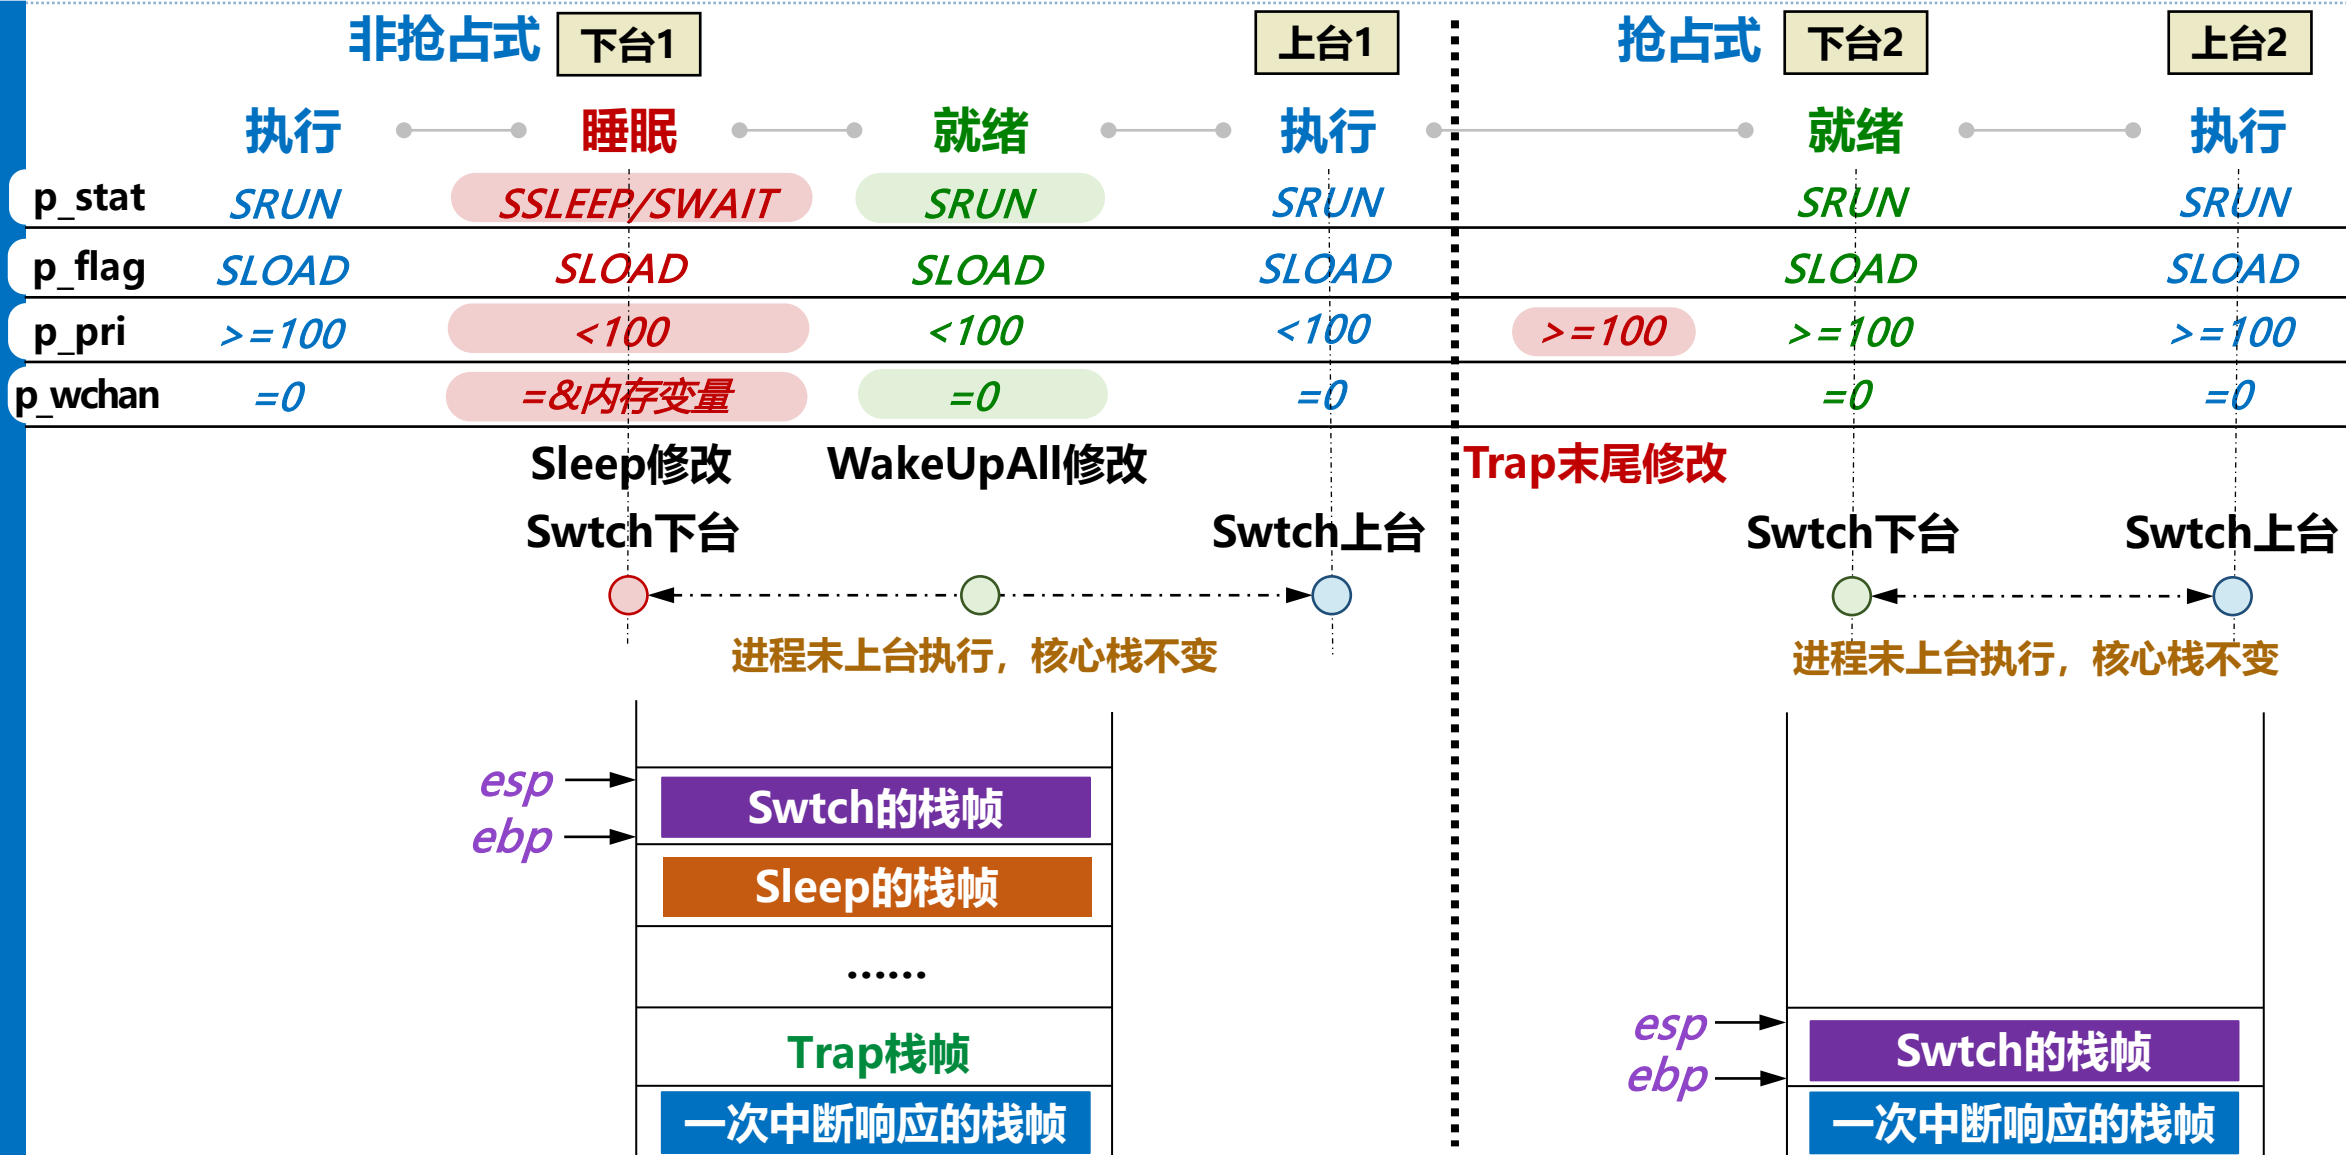 非抢占式 下台1 上台1 抢占式 下台2 上台2
执行 睡眠 就绪 执行 就绪 执行
p_stat SRUN SSLEEP/SWAIT SRUN SRUN SRUN SRUN
p_flag SLOAD SLOAD SLOAD SLOAD SLOAD SLOAD
p_pri >=100 <100 <100 <100 >=100 >=100 >=100
p_wchan =0 =&内存变量 =0 =0 =0 =0
Sleep修改 WakeUpAll修改 Trap末尾修改
Swtch下台 Swtch上台 Swtch下台 Swtch上台
进程未上台执行，核心栈不变 进程未上台执行，核心栈不变
esp Swtch的栈帧
ebp
Sleep的栈帧
……
Trap栈帧
一次中断响应的栈帧
esp Swtch的栈帧
ebp
一次中断响应的栈帧